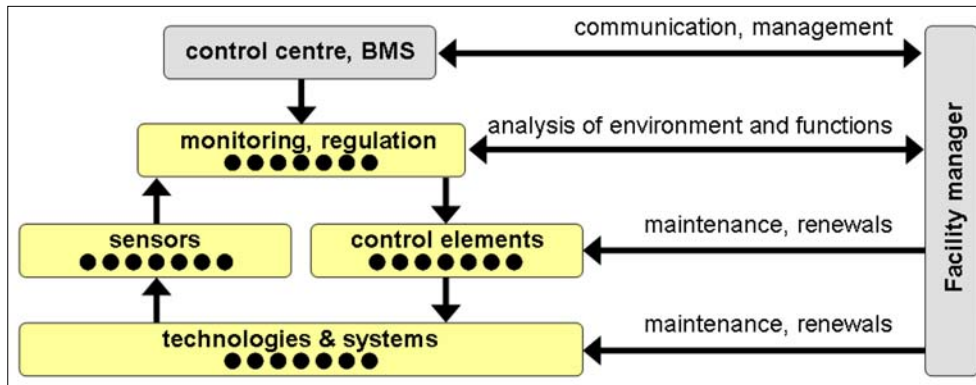 control centre, BMS
communication, management
monitoring, regulation
analysis of environment and functions
sensors
control elements
maintenance, renewals
technologies & systems
maintenance, renewals
Facility manager